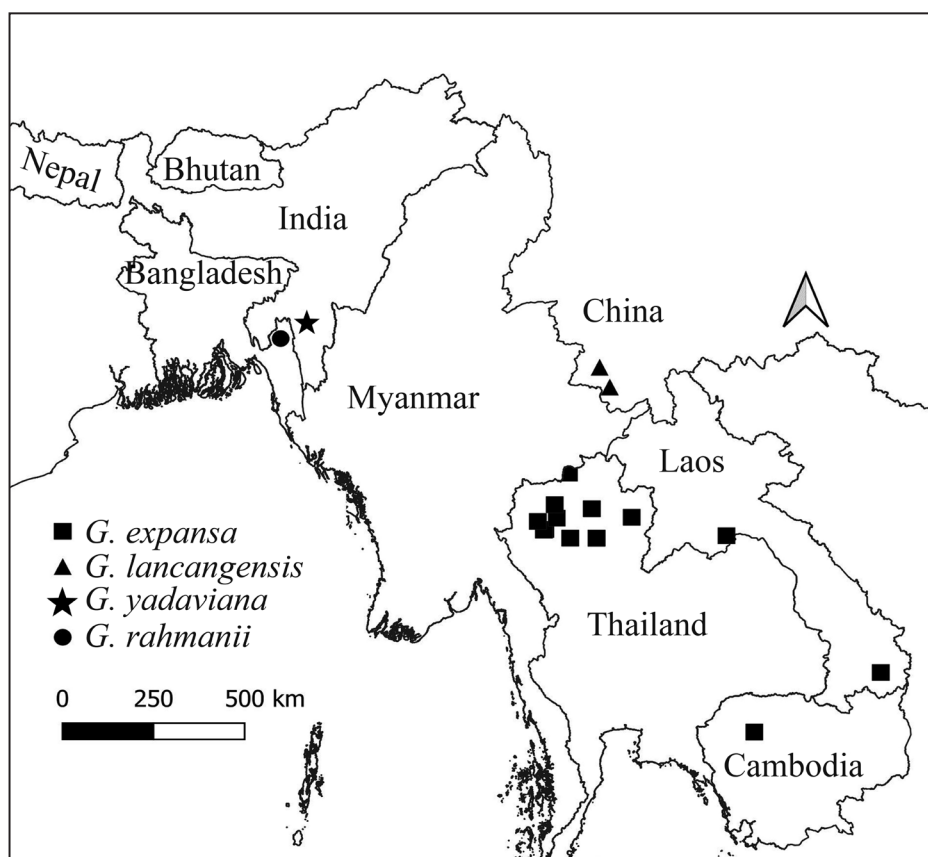 Nepal
Bhutan
India
Bangladesh
China
Myanmar
Laos
G. expansa
G. lancangensis
G. yadaviana
G. rahmanii
Thailand
0 250 500 km
Cambodia